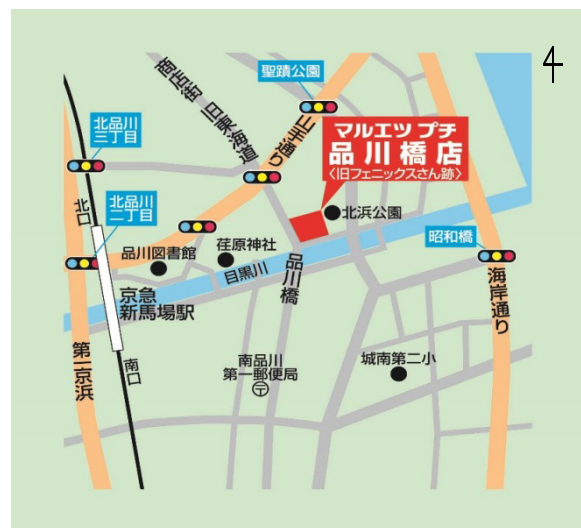 聖蹟公園
商店街 旧東海道
山手通り
北品川
三丁目
マルエツ プチ
品川橋店
〈旧フェニックスさん跡〉
北口
北浜公園
北品川
二丁目
昭和橋
品川図書館
荏原神社
目黒川
品川橋
海岸通り
京急
新馬場駅
第一京浜
南口
南品川
第一郵便局
〒
城南第二小